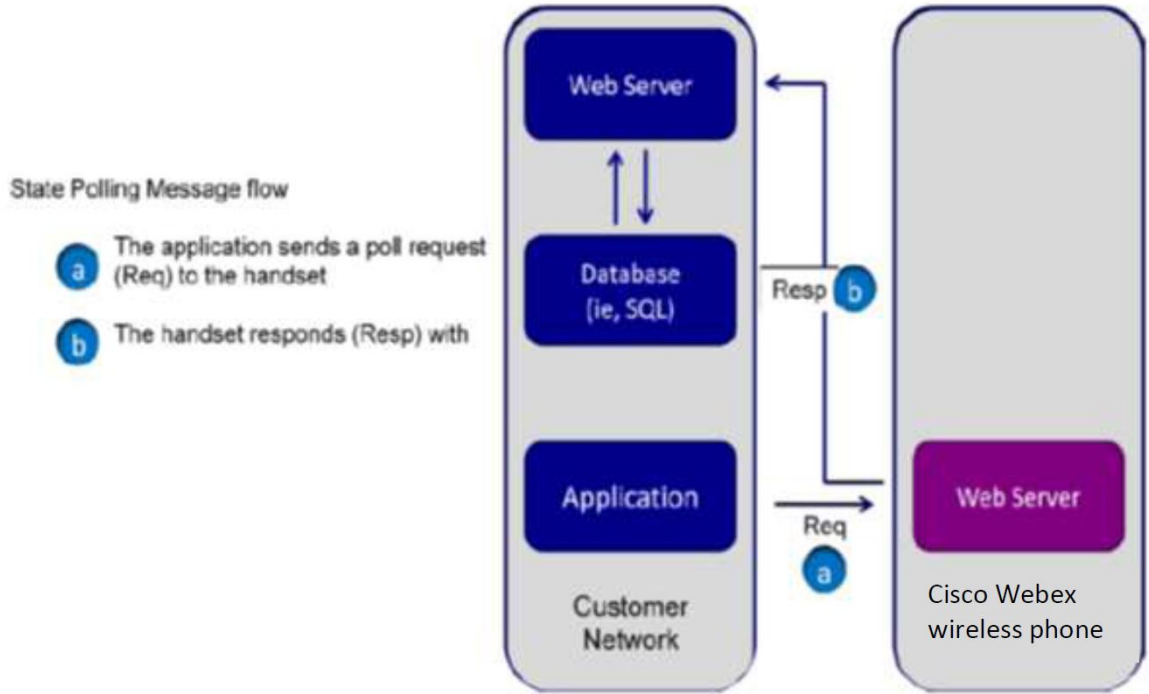 State Polling Message flow
a
The application sends a poll request
(Req) to the handset
b
The handset responds (Resp) with
Web Server
Database
(ie, SQL)
Application
Customer
Network
Resp
b
Req
a
Web Server
Cisco Webex
wireless phone